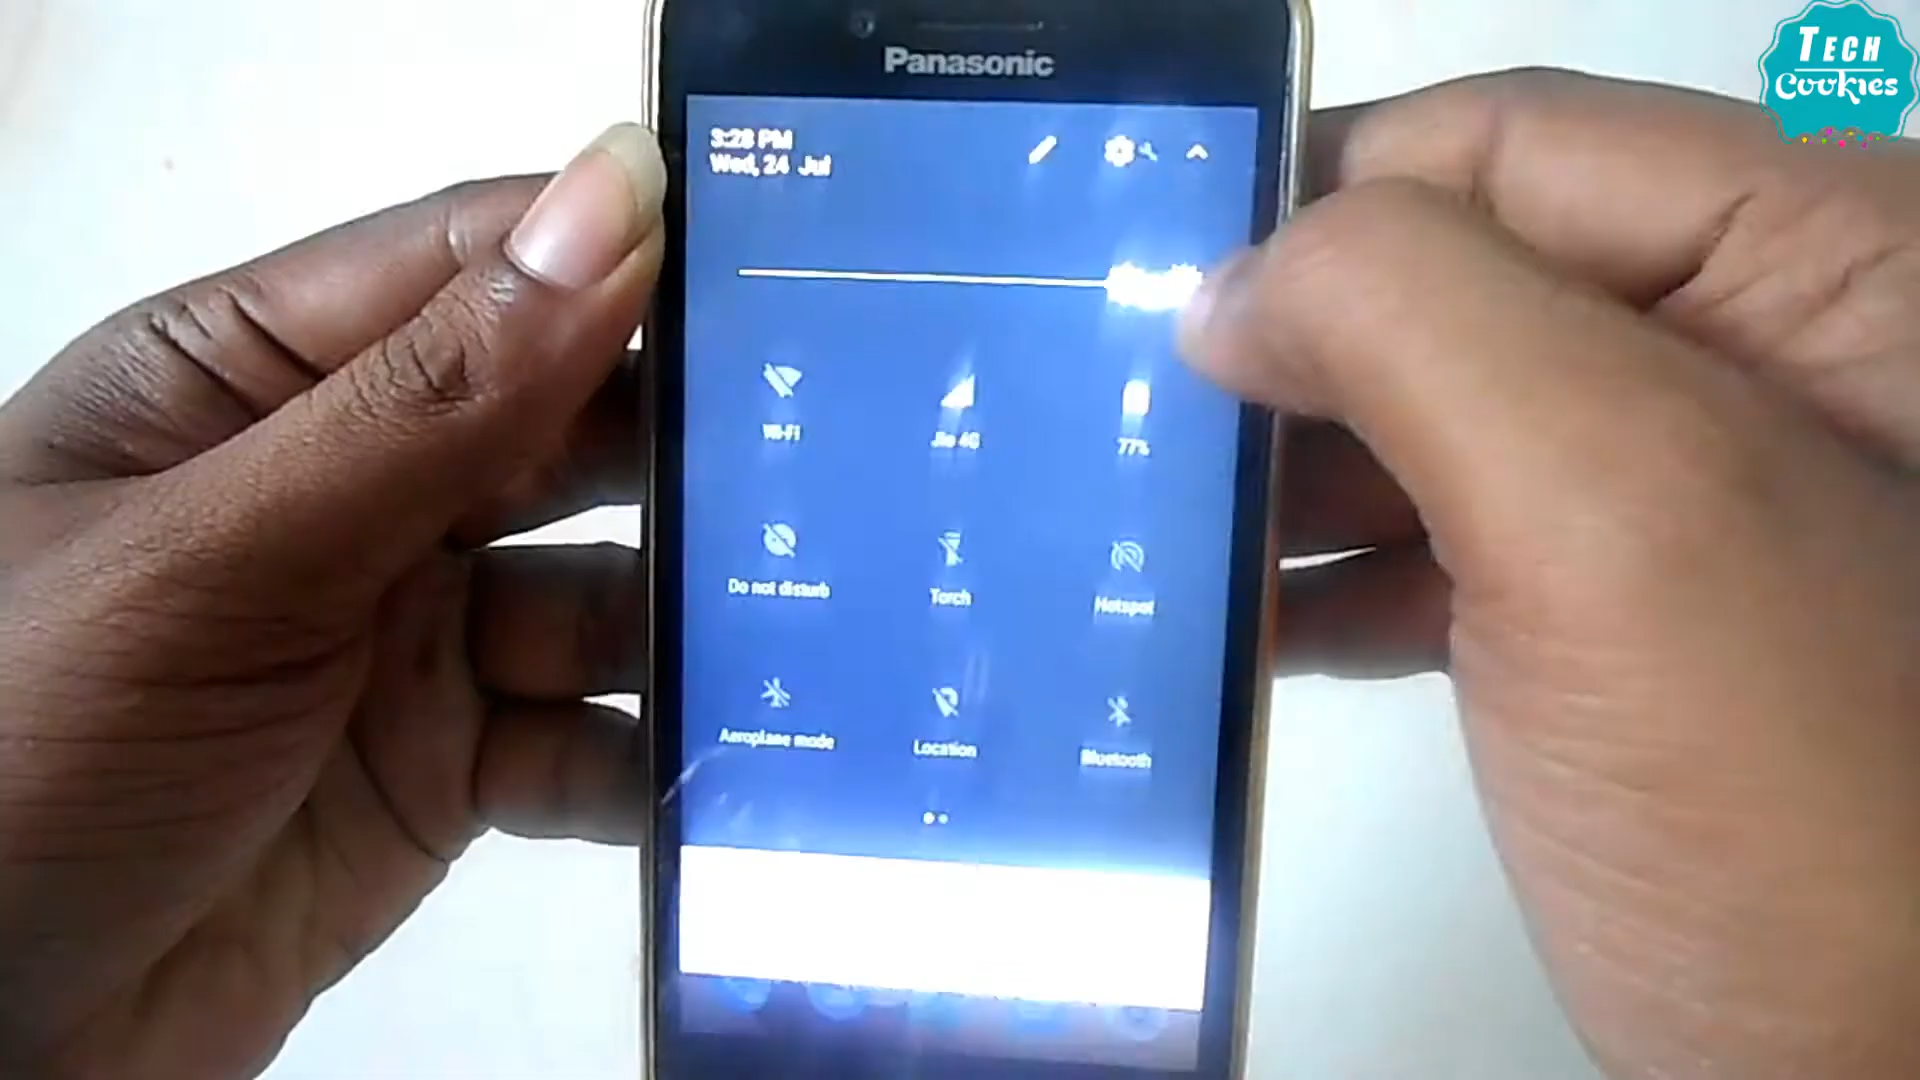 TECH
Cookies
Panasonic
3:28 PM
Wed, 24 Jul
Wi-Fi
Jio 4G
77%
Do not disturb
Torch
Hotspot
Aeroplane mode
Location
Bluetooth